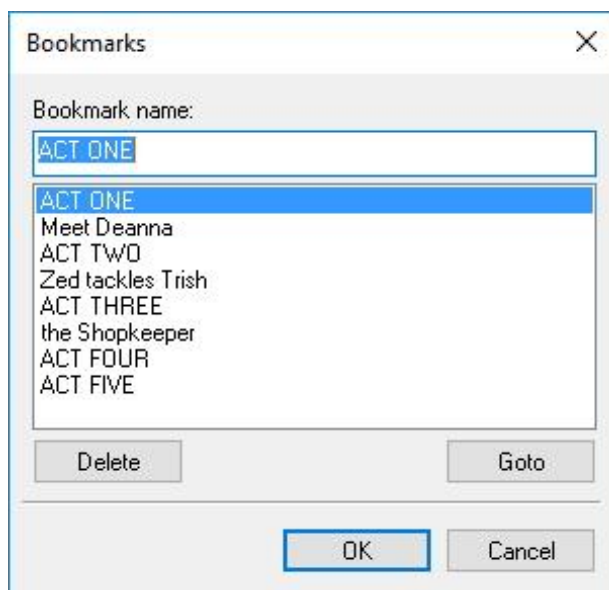 Bookmarks
Bookmark name:
ACT ONE
ACT ONE
Meet Deanna
ACT TWO
Zed tackles Trish
ACT THREE
the Shopkeeper
ACT FOUR
ACT FIVE
Delete
Goto
OK
Cancel